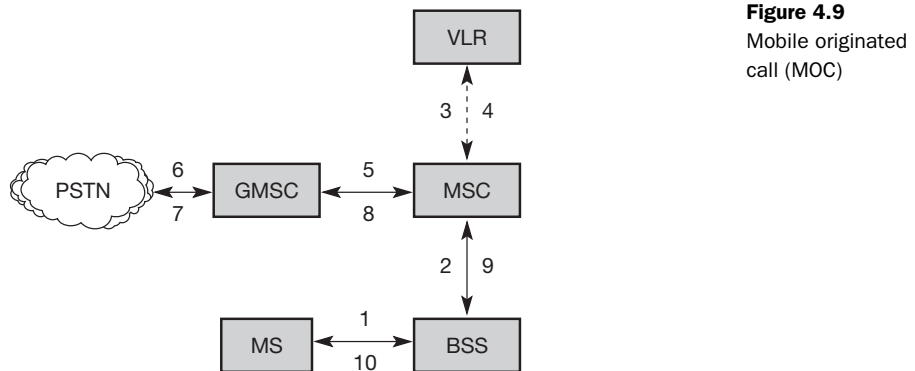 Figure 4.9
Mobile originated
call (MOC)
VLR
3 4
6
5
PSTN
GMSC
MSC
7
8
2 9
1
MS
BSS
10